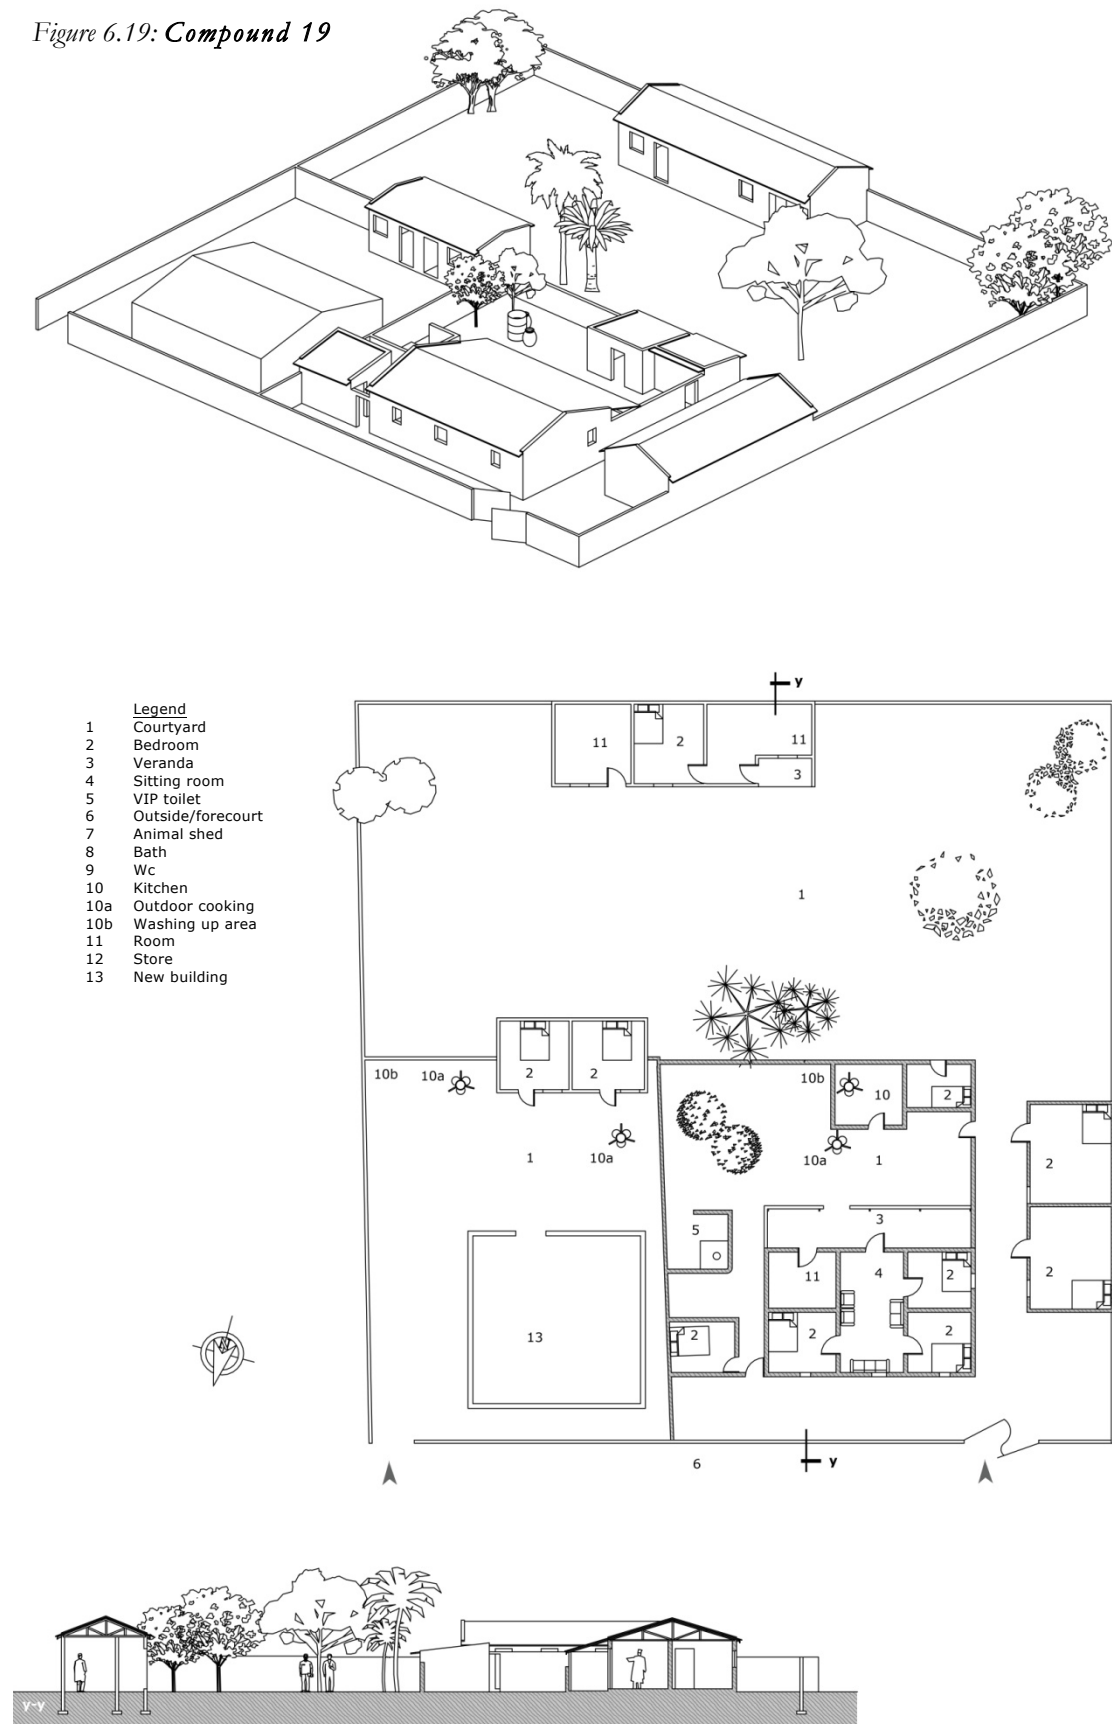 Figure 6.19: Compound 19
Legend
1 Courtyard
2 Bedroom
3 Veranda
4 Sitting room
5 VIP toilet
6 Outside/forecourt
7 Animal shed
8 Bath
9 Wc
10 Kitchen
10a Outdoor cooking
10b Washing up area
11 Room
12 Store
13 New building
y
11
2
11
3
1
10b
10a
2
2
10b
10
2
1
10a
10a
1
2
5
3
11
4
2
2
13
2
2
2
6
y
N
y-y